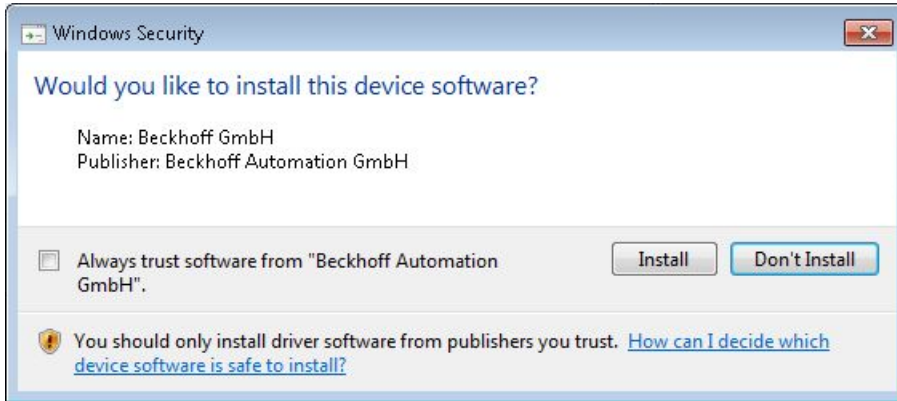 Windows Security
Would you like to install this device software?
Name: Beckhoff GmbH
Publisher: Beckhoff Automation GmbH
Always trust software from "Beckhoff Automation
GmbH".
Install
Don't Install
You should only install driver software from publishers you trust. How can I decide which
device software is safe to install?